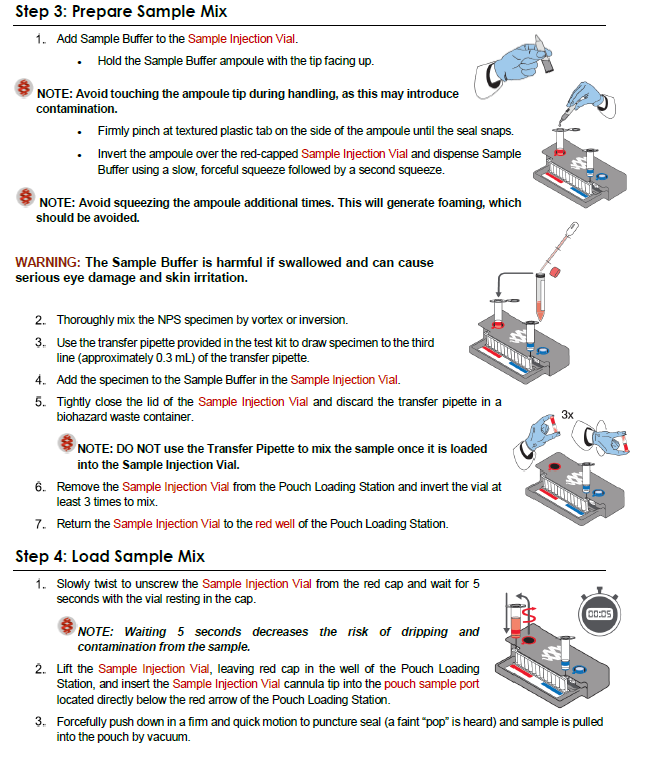 Step 3: Prepare Sample Mix
1. Add Sample Buffer to the Sample Injection Vial.
• Hold the Sample Buffer ampoule with the tip facing up.
NOTE: Avoid touching the ampoule tip during handling, as this may introduce
contamination.
• Firmly pinch at textured plastic tab on the side of the ampoule until the seal snaps.
• Invert the ampoule over the red-capped Sample Injection Vial and dispense Sample
Buffer using a slow, forceful squeeze followed by a second squeeze.
NOTE: Avoid squeezing the ampoule additional times. This will generate foaming, which
should be avoided.
WARNING: The Sample Buffer is harmful if swallowed and can cause
serious eye damage and skin irritation.
2. Thoroughly mix the NPS specimen by vortex or inversion.
3. Use the transfer pipette provided in the test kit to draw specimen to the third
line (approximately 0.3 mL) of the transfer pipette.
4. Add the specimen to the Sample Buffer in the Sample Injection Vial.
5. Tightly close the lid of the Sample Injection Vial and discard the transfer pipette in a
biohazard waste container.
3x
NOTE: DO NOT use the Transfer Pipette to mix the sample once it is loaded
into the Sample Injection Vial.
6. Remove the Sample Injection Vial from the Pouch Loading Station and invert the vial at
least 3 times to mix.
7. Return the Sample Injection Vial to the red well of the Pouch Loading Station.
Step 4: Load Sample Mix
1. Slowly twist to unscrew the Sample Injection Vial from the red cap and wait for 5
seconds with the vial resting in the cap.
00:05
NOTE: Waiting 5 seconds decreases the risk of dripping and
contamination from the sample.
2. Lift the Sample Injection Vial, leaving red cap in the well of the Pouch Loading
Station, and insert the Sample Injection Vial cannula tip into the pouch sample port
located directly below the red arrow of the Pouch Loading Station.
3. Forcefully push down in a firm and quick motion to puncture seal (a faint “pop” is heard) and sample is pulled
into the pouch by vacuum.